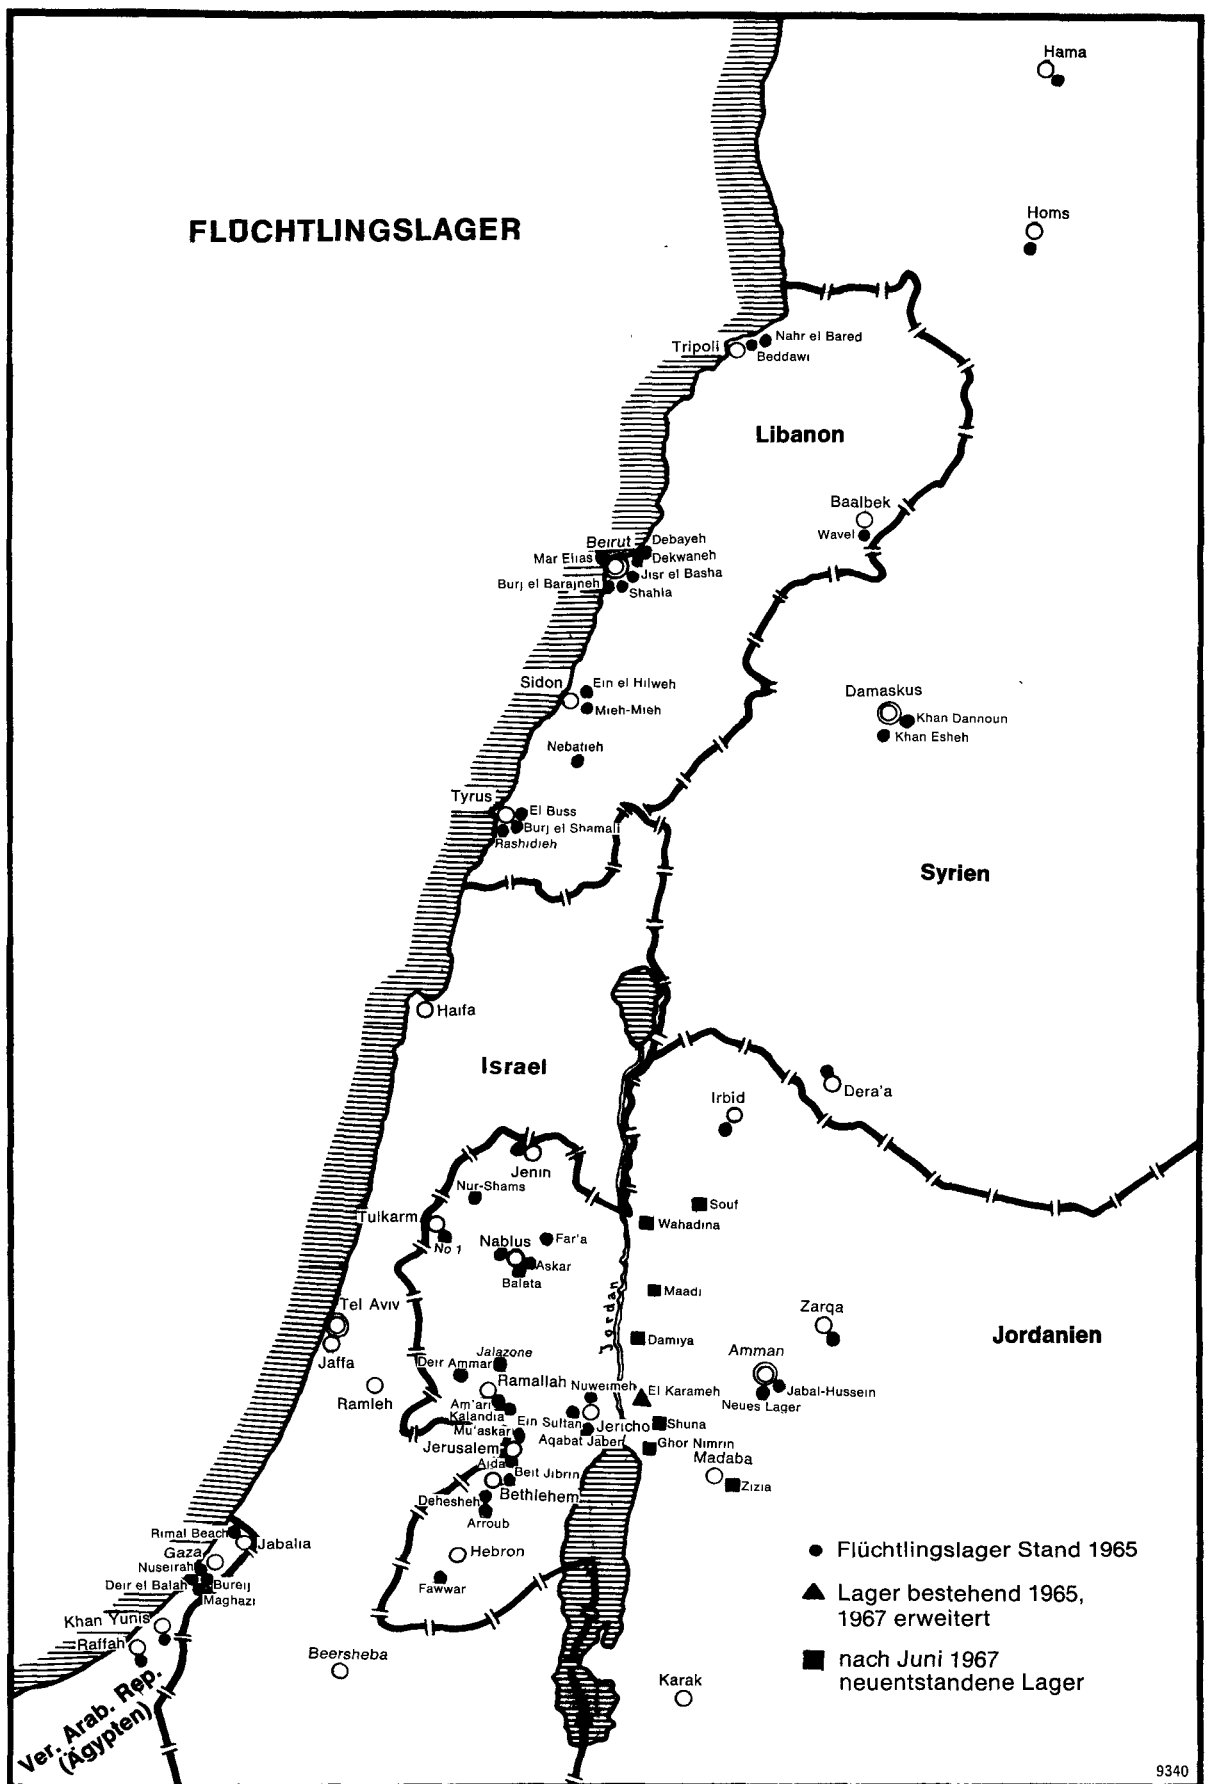 Hama
FLÜCHTLINGSLAGER
Homs
Nahr el Bared
Tripoli
Beddawi
Libanon
Baalbek
Wavel
Beirut
Debayeh
Mar Elias
Dekwaneh
Jisr el Basha
Burj el Barajneh
Shahla
Sidon
Ein el Hilweh
Mieh-Mieh
Damaskus
Khan Dannoun
Khan Esheh
Nebatieh
Tyrus
El Buss
Burj el Shamali
Rashidieh
Syrien
Haifa
Israel
Dera'a
Irbid
Jenin
Nur-Shams
Souf
Tulkarm
Wahadina
No 1
Nablus
Far'a
Askar
Balata
Jordan
Maadi
Tel Aviv
Zarqa
Jordanien
Damiya
Jaffa
Amman
Jalazone
Deir Ammar
Ramallah
Nuweimeh
El Karameh
Jabal-Hussein
Neues Lager
Ramleh
Am'ari
Kalandia
Ein Sultan
Jericho
Shuna
Mu'askar
Aqabat Jaber
Ghor Nimrin
Jerusalem
Madaba
Aida
Beit Jibrin
Zizia
Bethlehem
Dehesheh
Arroub
Rimal Beach
Jabalia
Hebron
Gaza
Nuseirah
Deir el Balah
Bureij
Maghazi
Fawwar
Khan Yunis
Raffah
Beersheba
Karak
Ver. Arab. Rep.
(Ägypten)
Flüchtlingslager Stand 1965
Lager bestehend 1965,
1967 erweitert
nach Juni 1967
neuentstandene Lager
9340